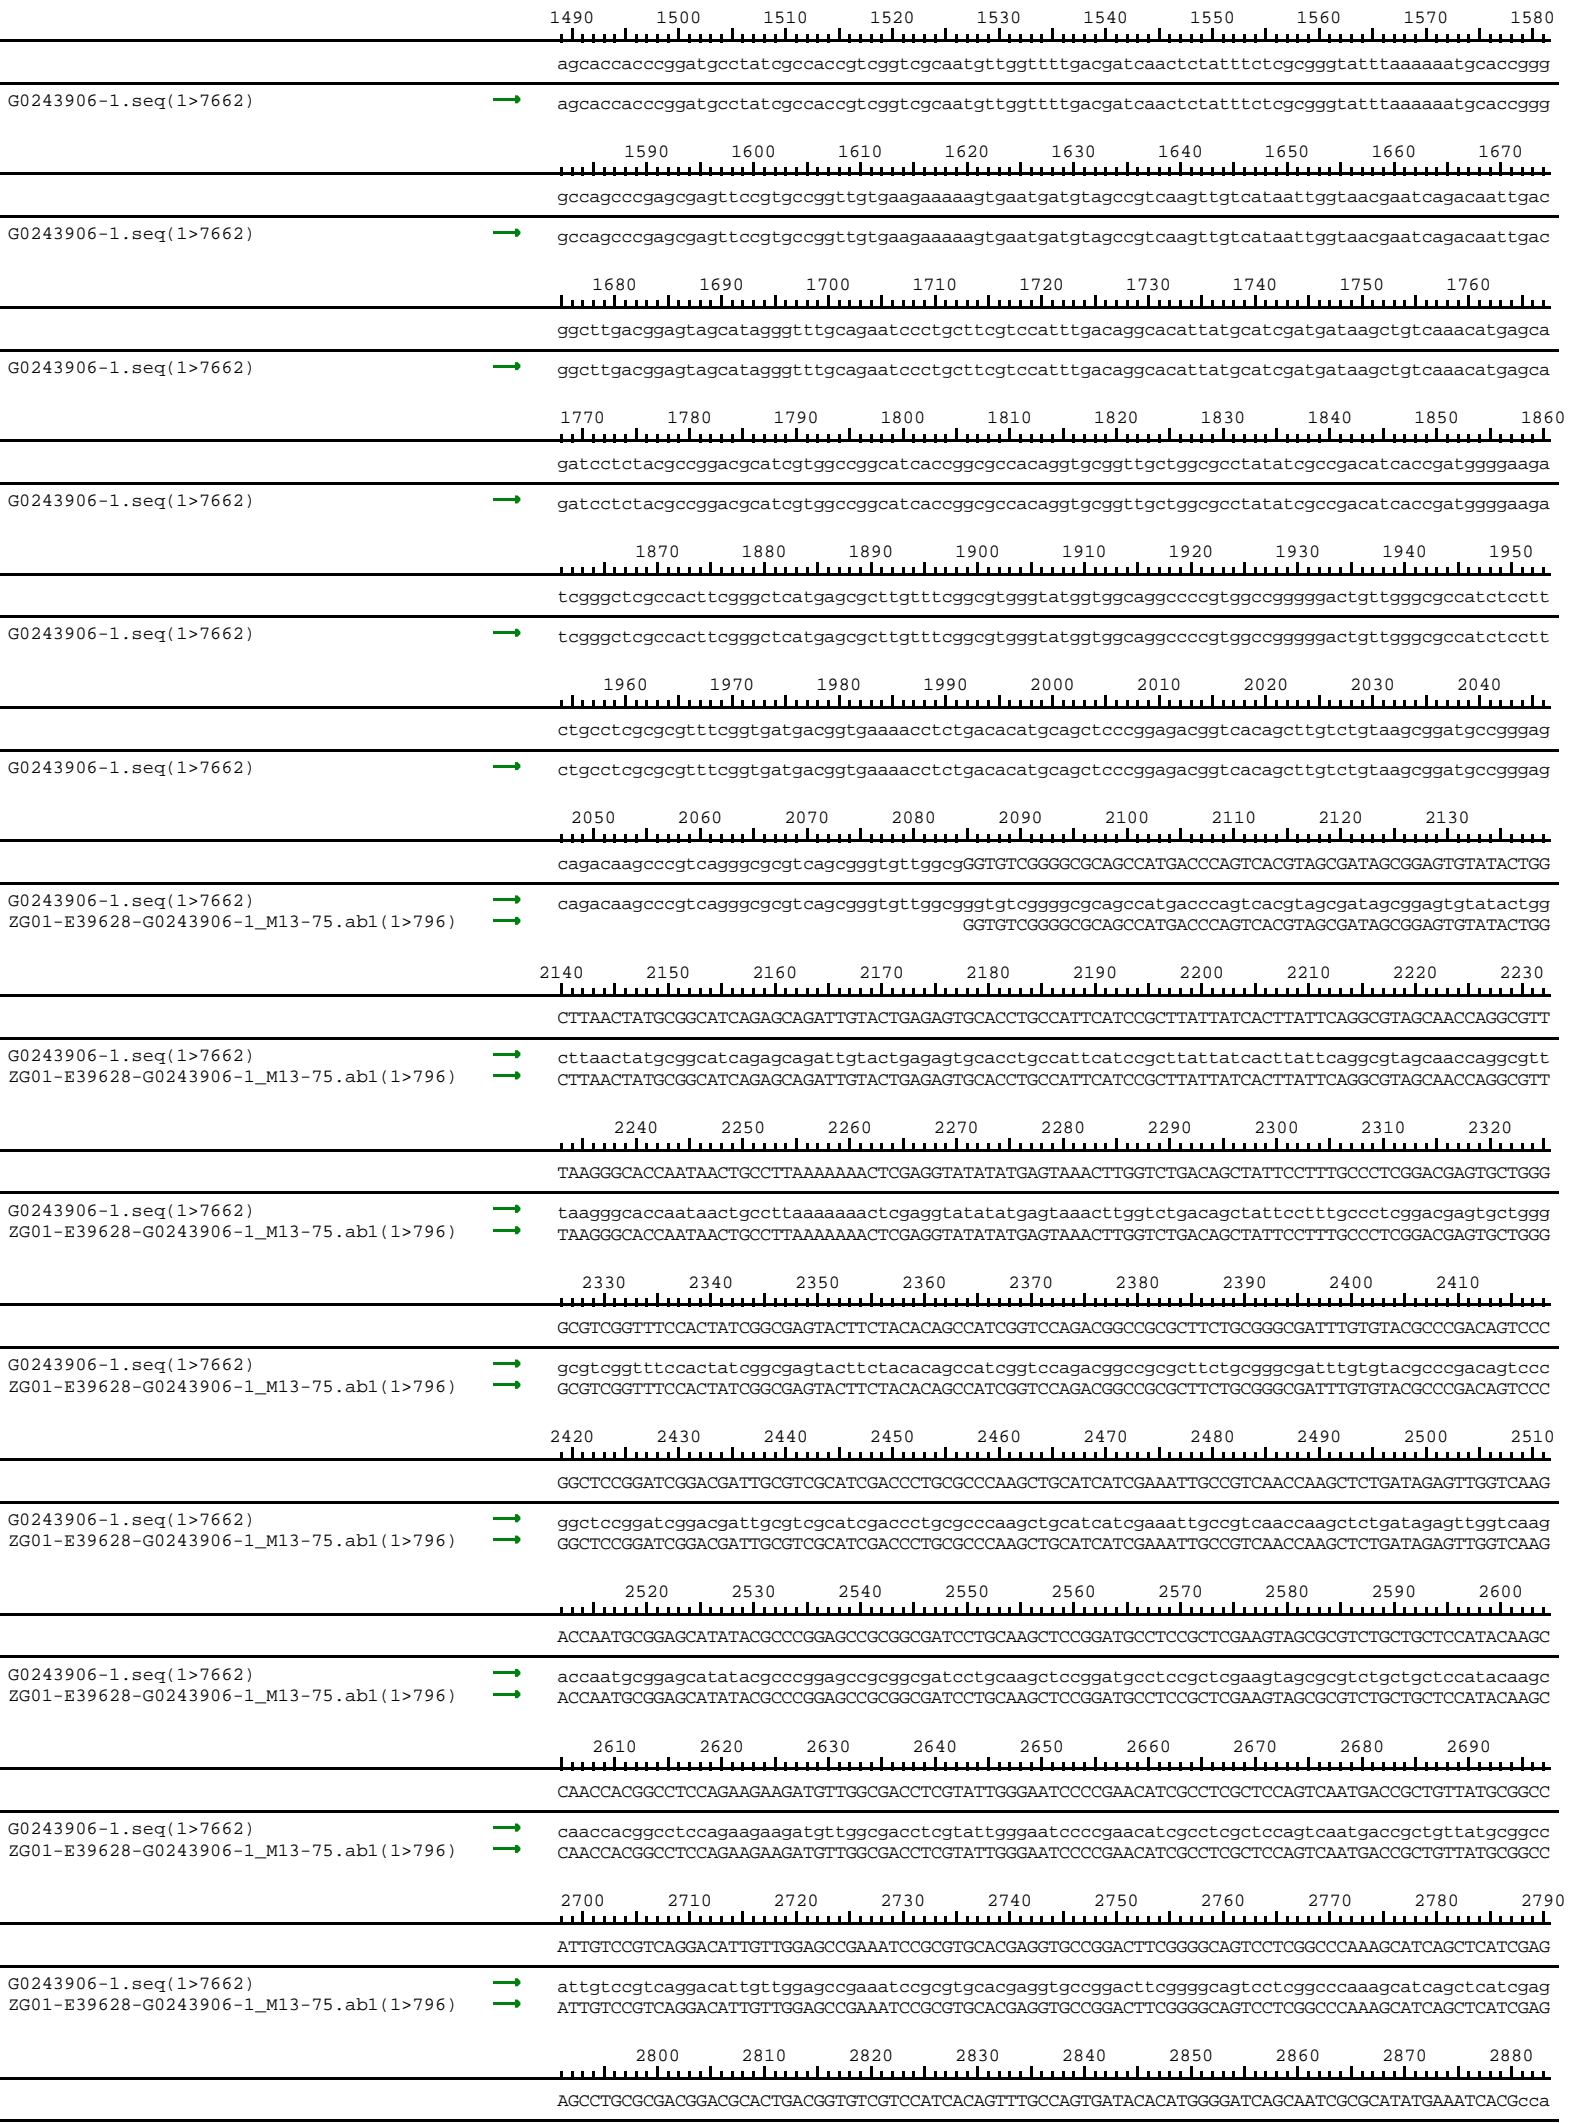 1490 1500 1510 1520 1530 1540 1550 1560 1570 1580
agcaccacccggatgcctatcgccaccgtcggtcgcaatgttggttttgacgatcaactctatttctcgcgggtatttaaaaaatgcaccggg
G0243906-1.seq(1>7662) agcaccacccggatgcctatcgccaccgtcggtcgcaatgttggttttgacgatcaactctatttctcgcgggtatttaaaaaatgcaccggg
1590 1600 1610 1620 1630 1640 1650 1660 1670
gccagcccgagcgagttccgtgccggttgtgaagaaaaagtgaatgatgtagccgtcaagttgtcataattggtaacgaatcagacaattgac
G0243906-1.seq(1>7662) gccagcccgagcgagttccgtgccggttgtgaagaaaaagtgaatgatgtagccgtcaagttgtcataattggtaacgaatcagacaattgac
1680 1690 1700 1710 1720 1730 1740 1750 1760
ggcttgacggagtagcatagggtttgcagaatccctgcttcgtccatttgacaggcacattatgcatcgatgataagctgtcaaacatgagca
G0243906-1.seq(1>7662) ggcttgacggagtagcatagggtttgcagaatccctgcttcgtccatttgacaggcacattatgcatcgatgataagctgtcaaacatgagca
1770 1780 1790 1800 1810 1820 1830 1840 1850 1860
gatcctctacgccggacgcatcgtggccggcatcaccggcgccacaggtgcggttgctggcgcctatatcgccgacatcaccgatggggaaga
G0243906-1.seq(1>7662) gatcctctacgccggacgcatcgtggccggcatcaccggcgccacaggtgcggttgctggcgcctatatcgccgacatcaccgatggggaaga
1870 1880 1890 1900 1910 1920 1930 1940 1950
tcgggctcgccacttcgggctcatgagcgcttgtttcggcgtgggtatggtggcaggccccgtggccgggggactgttgggcgccatctcctt
G0243906-1.seq(1>7662) tcgggctcgccacttcgggctcatgagcgcttgtttcggcgtgggtatggtggcaggccccgtggccgggggactgttgggcgccatctcctt
1960 1970 1980 1990 2000 2010 2020 2030 2040
ctgcctcgcgcgtttcggtgatgacggtgaaaacctctgacacatgcagctcccggagacggtcacagcttgtctgtaagcggatgccgggag
G0243906-1.seq(1>7662) ctgcctcgcgcgtttcggtgatgacggtgaaaacctctgacacatgcagctcccggagacggtcacagcttgtctgtaagcggatgccgggag
2050 2060 2070 2080 2090 2100 2110 2120 2130
cagacaagcccgtcagggcgcgtcagcgggtgttggcgGGTGTCGGGGCGCAGCCATGACCCAGTCACGTAGCGATAGCGGAGTGTATACTGG
G0243906-1.seq(1>7662) cagacaagcccgtcagggcgcgtcagcgggtgttggcgggtgtcggggcgcagccatgacccagtcacgtagcgatagcggagtgtatactgg
ZG01-E39628-G0243906-1_M13-75.ab1(1>796) GGTGTCGGGGCGCAGCCATGACCCAGTCACGTAGCGATAGCGGAGTGTATACTGG
2140 2150 2160 2170 2180 2190 2200 2210 2220 2230
CTTAACTATGCGGCATCAGAGCAGATTGTACTGAGAGTGCACCTGCCATTCATCCGCTTATTATCACTTATTCAGGCGTAGCAACCAGGCGTT
G0243906-1.seq(1>7662) cttaactatgcggcatcagagcagattgtactgagagtgcacctgccattcatccgcttattatcacttattcaggcgtagcaaccaggcgtt
ZG01-E39628-G0243906-1_M13-75.ab1(1>796) CTTAACTATGCGGCATCAGAGCAGATTGTACTGAGAGTGCACCTGCCATTCATCCGCTTATTATCACTTATTCAGGCGTAGCAACCAGGCGTT
2240 2250 2260 2270 2280 2290 2300 2310 2320
TAAGGGCACCAATAACTGCCTTAAAAAAACTCGAGGTATATATGAGTAAACTTGGTCTGACAGCTATTCCTTTGCCCTCGGACGAGTGCTGGG
G0243906-1.seq(1>7662) taagggcaccaataactgccttaaaaaaactcgaggtatatatgagtaaacttggtctgacagctattcctttgccctcggacgagtgctggg
ZG01-E39628-G0243906-1_M13-75.ab1(1>796) TAAGGGCACCAATAACTGCCTTAAAAAAACTCGAGGTATATATGAGTAAACTTGGTCTGACAGCTATTCCTTTGCCCTCGGACGAGTGCTGGG
2330 2340 2350 2360 2370 2380 2390 2400 2410
GCGTCGGTTTCCACTATCGGCGAGTACTTCTACACAGCCATCGGTCCAGACGGCCGCGCTTCTGCGGGCGATTTGTGTACGCCCGACAGTCCC
G0243906-1.seq(1>7662) gcgtcggtttccactatcggcgagtacttctacacagccatcggtccagacggccgcgcttctgcgggcgatttgtgtacgcccgacagtccc
ZG01-E39628-G0243906-1_M13-75.ab1(1>796) GCGTCGGTTTCCACTATCGGCGAGTACTTCTACACAGCCATCGGTCCAGACGGCCGCGCTTCTGCGGGCGATTTGTGTACGCCCGACAGTCCC
2420 2430 2440 2450 2460 2470 2480 2490 2500 2510
GGCTCCGGATCGGACGATTGCGTCGCATCGACCCTGCGCCCAAGCTGCATCATCGAAATTGCCGTCAACCAAGCTCTGATAGAGTTGGTCAAG
G0243906-1.seq(1>7662) ggctccggatcggacgattgcgtcgcatcgaccctgcgcccaagctgcatcatcgaaattgccgtcaaccaagctctgatagagttggtcaag
ZG01-E39628-G0243906-1_M13-75.ab1(1>796) GGCTCCGGATCGGACGATTGCGTCGCATCGACCCTGCGCCCAAGCTGCATCATCGAAATTGCCGTCAACCAAGCTCTGATAGAGTTGGTCAAG
2520 2530 2540 2550 2560 2570 2580 2590 2600
ACCAATGCGGAGCATATACGCCCGGAGCCGCGGCGATCCTGCAAGCTCCGGATGCCTCCGCTCGAAGTAGCGCGTCTGCTGCTCCATACAAGC
G0243906-1.seq(1>7662) accaatgcggagcatatacgcccggagccgcggcgatcctgcaagctccggatgcctccgctcgaagtagcgcgtctgctgctccatacaagc
ZG01-E39628-G0243906-1_M13-75.ab1(1>796) ACCAATGCGGAGCATATACGCCCGGAGCCGCGGCGATCCTGCAAGCTCCGGATGCCTCCGCTCGAAGTAGCGCGTCTGCTGCTCCATACAAGC
2610 2620 2630 2640 2650 2660 2670 2680 2690
CAACCACGGCCTCCAGAAGAAGATGTTGGCGACCTCGTATTGGGAATCCCCGAACATCGCCTCGCTCCAGTCAATGACCGCTGTTATGCGGCC
G0243906-1.seq(1>7662) caaccacggcctccagaagaagatgttggcgacctcgtattgggaatccccgaacatcgcctcgctccagtcaatgaccgctgttatgcggcc
ZG01-E39628-G0243906-1_M13-75.ab1(1>796) CAACCACGGCCTCCAGAAGAAGATGTTGGCGACCTCGTATTGGGAATCCCCGAACATCGCCTCGCTCCAGTCAATGACCGCTGTTATGCGGCC
2700 2710 2720 2730 2740 2750 2760 2770 2780 2790
ATTGTCCGTCAGGACATTGTTGGAGCCGAAATCCGCGTGCACGAGGTGCCGGACTTCGGGGCAGTCCTCGGCCCAAAGCATCAGCTCATCGAG
G0243906-1.seq(1>7662) attgtccgtcaggacattgttggagccgaaatccgcgtgcacgaggtgccggacttcggggcagtcctcggcccaaagcatcagctcatcgag
ZG01-E39628-G0243906-1_M13-75.ab1(1>796) ATTGTCCGTCAGGACATTGTTGGAGCCGAAATCCGCGTGCACGAGGTGCCGGACTTCGGGGCAGTCCTCGGCCCAAAGCATCAGCTCATCGAG
2800 2810 2820 2830 2840 2850 2860 2870 2880
AGCCTGCGCGACGGACGCACTGACGGTGTCGTCCATCACAGTTTGCCAGTGATACACATGGGGATCAGCAATCGCGCATATGAAATCACGcca